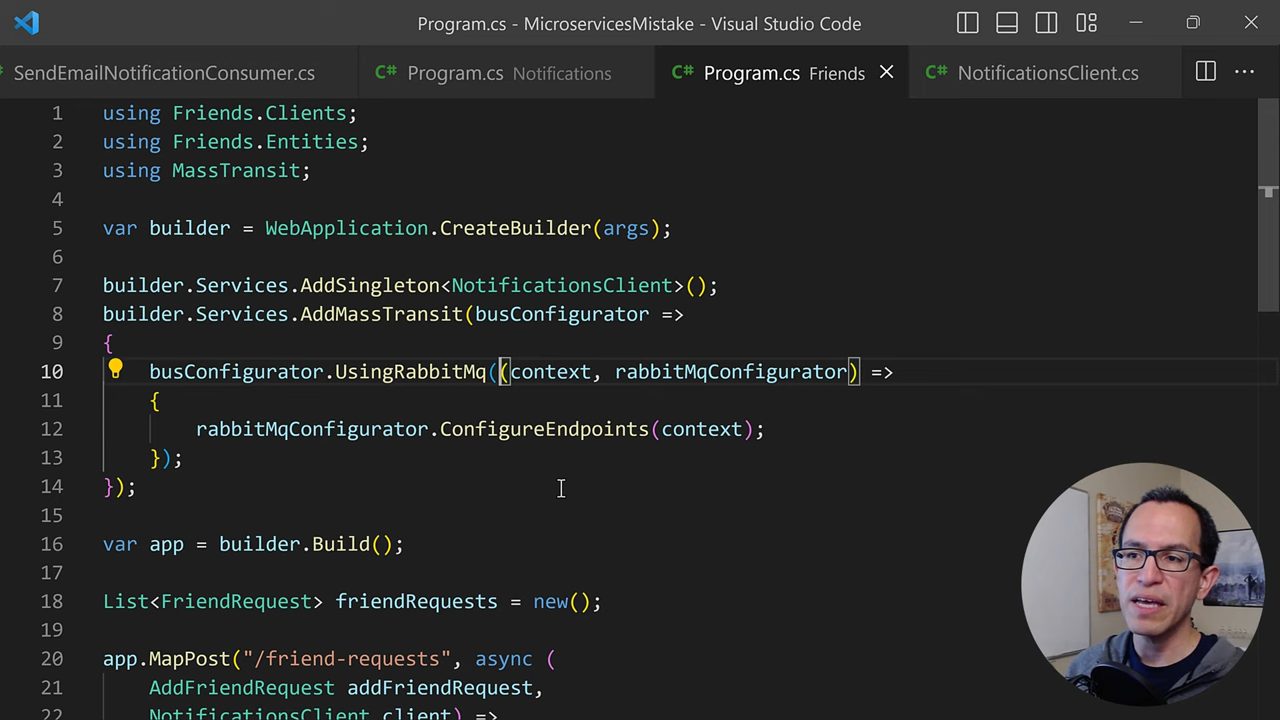 Program.cs - MicroservicesMistake - Visual Studio Code
SendEmailNotificationConsumer.cs
C# Program.cs Notifications
C# Program.cs Friends
C# NotificationsClient.cs
1 using Friends.Clients;
2 using Friends.Entities;
3 using MassTransit;
4
5 var builder = WebApplication.CreateBuilder(args);
6
7 builder.Services.AddSingleton<NotificationsClient>();
8 builder.Services.AddMassTransit(busConfigurator =>
9 {
10 busConfigurator.UsingRabbitMq((context, rabbitMqConfigurator) =>
11 {
12 rabbitMqConfigurator.ConfigureEndpoints(context);
13 });
14 });
15
16 var app = builder.Build();
17
18 List<FriendRequest> friendRequests = new();
19
20 app.MapPost("/friend-requests", async (
21 AddFriendRequest addFriendRequest,
22 NotificationsClient client) =>